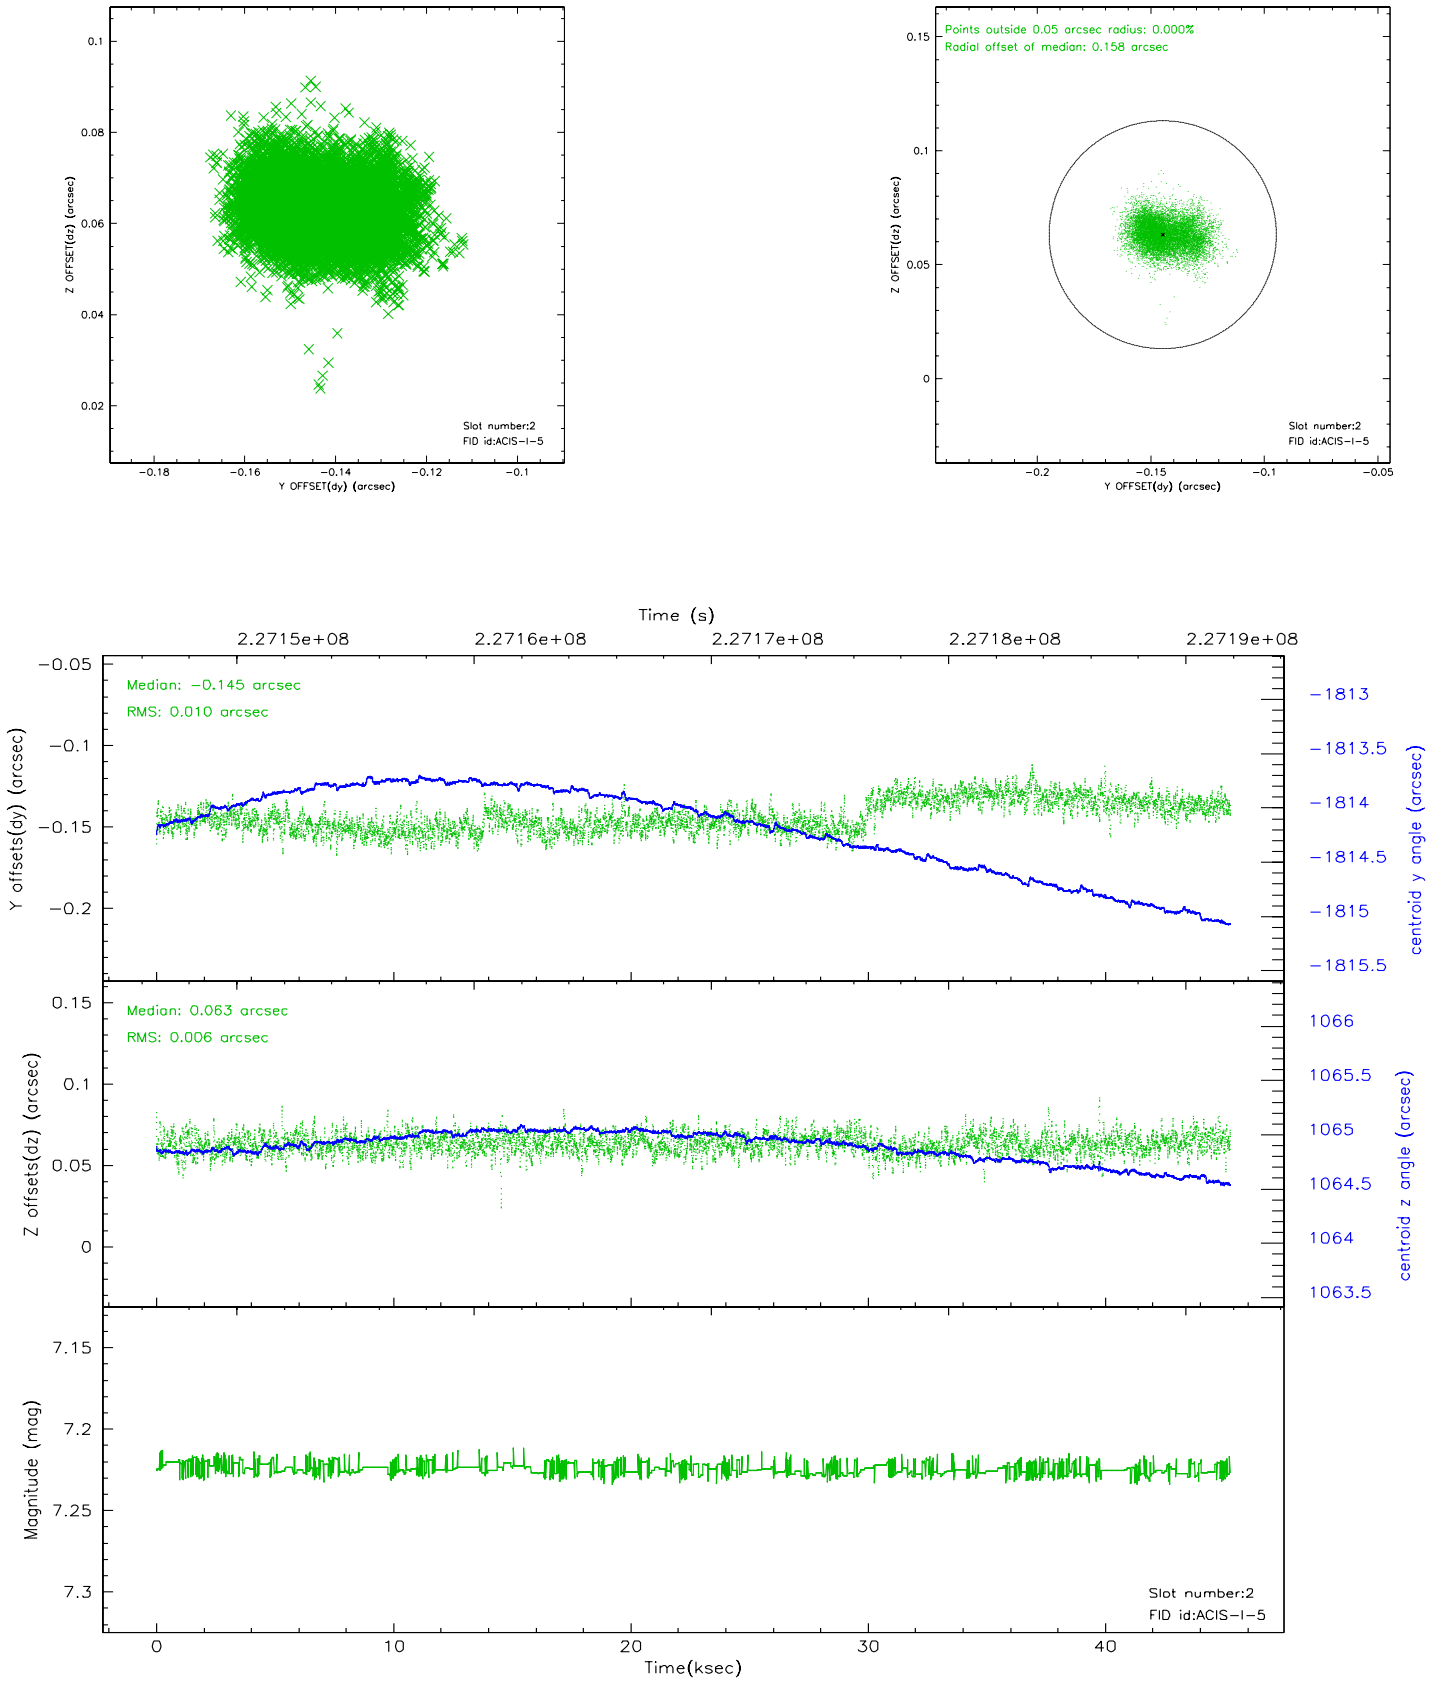 0.1
0.08
0.06
0.04
0.02
Z OFFSET(dz) (arcsec)
Slot number:2
FID id:ACIS-I-5
-0.18 -0.16 -0.14 -0.12 -0.1
Y OFFSET(dy) (arcsec)
Points outside 0.05 arcsec radius: 0.000%
Radial offset of median: 0.158 arcsec
0.15
0.1
0.05
0
Z OFFSET(dz) (arcsec)
Slot number:2
FID id:ACIS-I-5
-0.2 -0.15 -0.1 -0.05
Y OFFSET(dy) (arcsec)
Time (s)
2.2715e+08 2.2716e+08 2.2717e+08 2.2718e+08 2.2719e+08
Median: -0.145 arcsec
RMS: 0.010 arcsec
-0.05
-0.1
-0.15
-0.2
Y offsets(dy) (arcsec)
-1813
-1813.5
-1814
-1814.5
-1815
-1815.5
centroid y angle (arcsec)
Median: 0.063 arcsec
RMS: 0.006 arcsec
0.15
0.1
0.05
0
Z offsets(dz) (arcsec)
1066
1065.5
1065
1064.5
1064
1063.5
centroid z angle (arcsec)
7.15
7.2
7.25
7.3
Magnitude (mag)
Slot number:2
FID id:ACIS-I-5
0 10 20 30 40
Time(ksec)